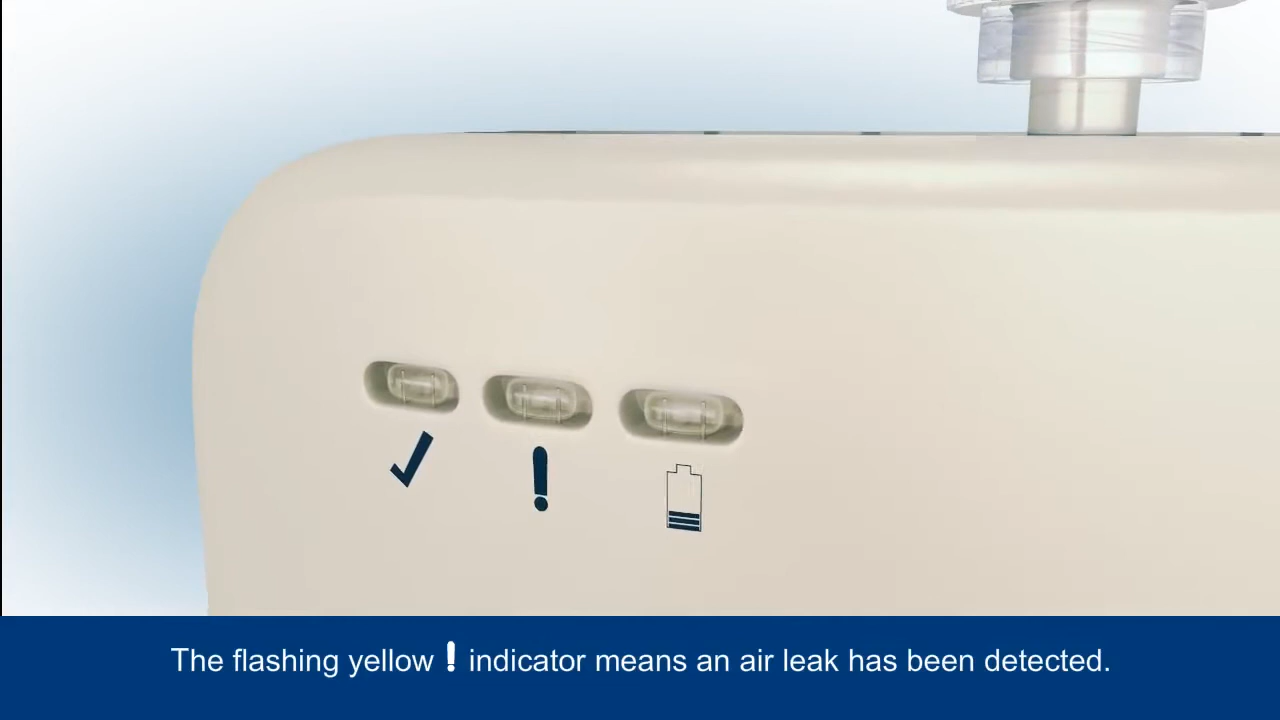 The flashing yellow ! indicator means an air leak has been detected.